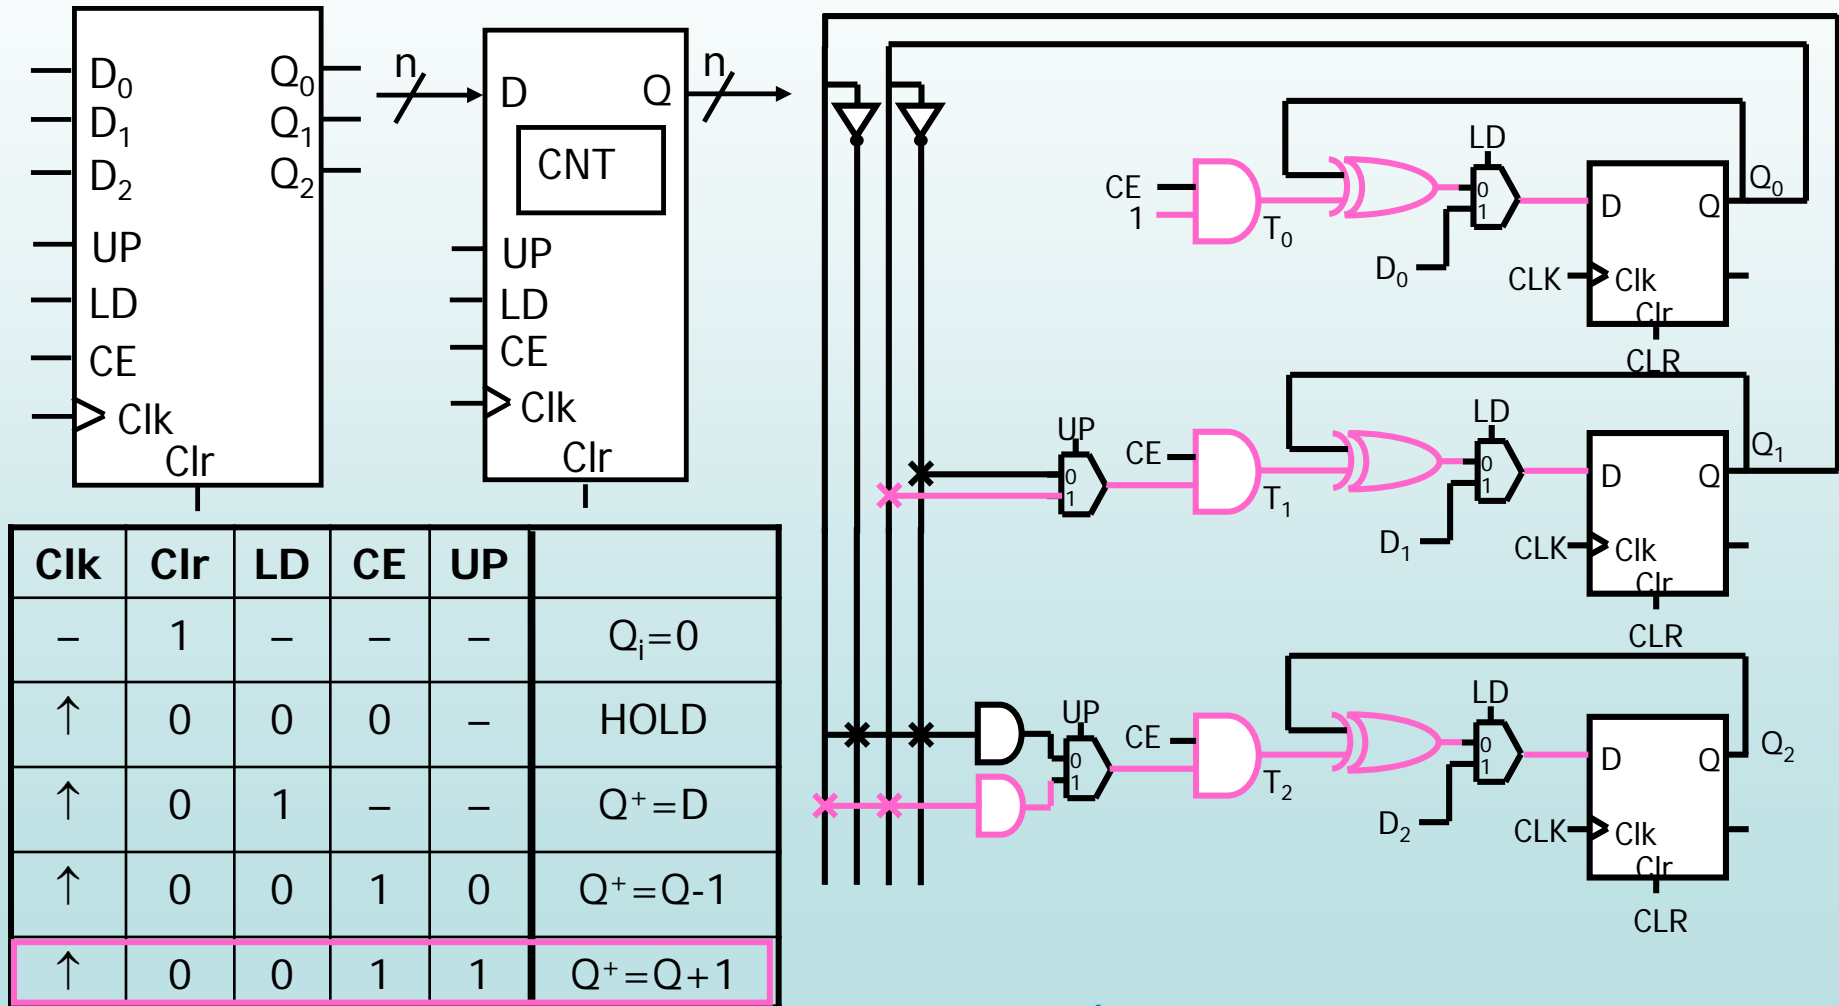 D0 Q0
D1 Q1
D2 Q2
UP
LD
CE
Clk
Clr
n n
D Q
CNT
UP
LD
CE
Clk
Clr
Clk Clr LD CE UP
– 1 – – – Qi=0
↑ 0 0 0 – HOLD
↑ 0 1 – – Q+=D
↑ 0 0 1 0 Q+=Q-1
↑ 0 0 1 1 Q+=Q+1
LD
CE
1
T0
0
1
D0
D Q
Q0
CLK
Clk
Clr
CLR
UP
0
1
CE
T1
LD
0
1
D1
D Q
Q1
CLK
Clk
Clr
CLR
UP
0
1
CE
T2
LD
0
1
D2
D Q
Q2
CLK
Clk
Clr
CLR